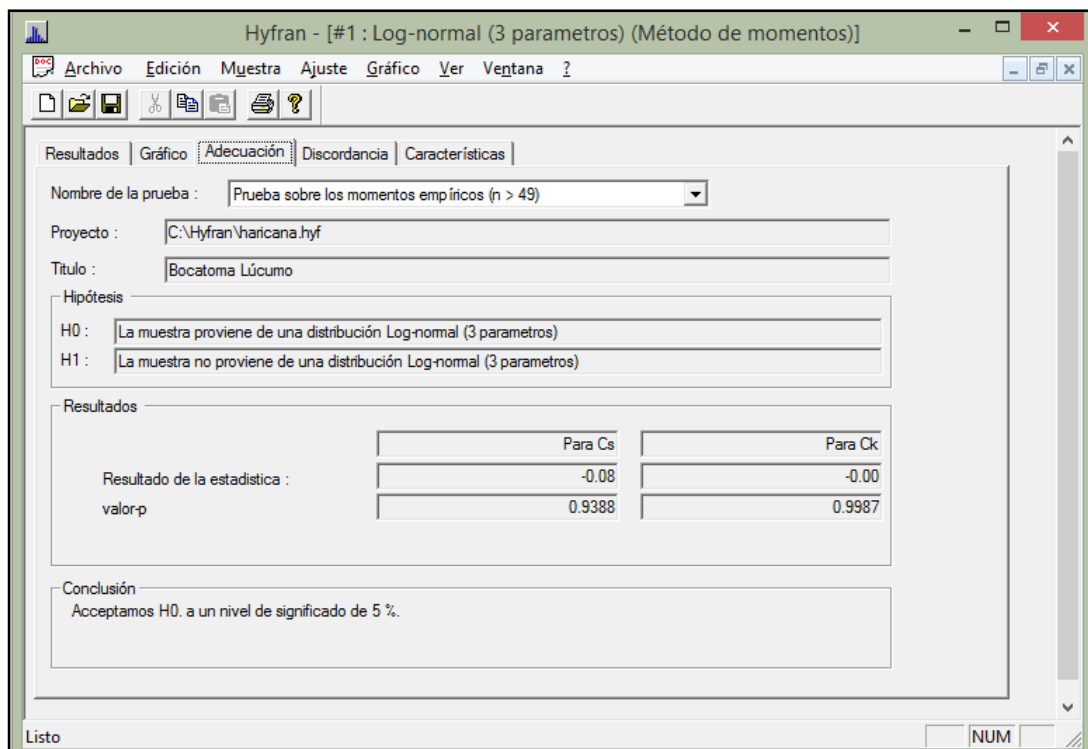 Hyfran - [#1 : Log-normal (3 parametros) (Método de momentos)]
DOC Archivo Edición Muestra Ajuste Gráfico Ver Ventana ?
Resultados Gráfico Adecuación Discordancia Características
Nombre de la prueba : Prueba sobre los momentos empíricos (n > 49)
Proyecto : C:\Hyfran\haricana.hyf
Titulo : Bocatoma Lúcumo
Hipótesis
H0 : La muestra proviene de una distribución Log-normal (3 parametros)
H1 : La muestra no proviene de una distribución Log-normal (3 parametros)
Resultados
Para Cs Para Ck
Resultado de la estadistica : -0.08 -0.00
valor-p 0.9388 0.9987
Conclusión
Acceptamos H0. a un nivel de significado de 5 %.
Listo NUM